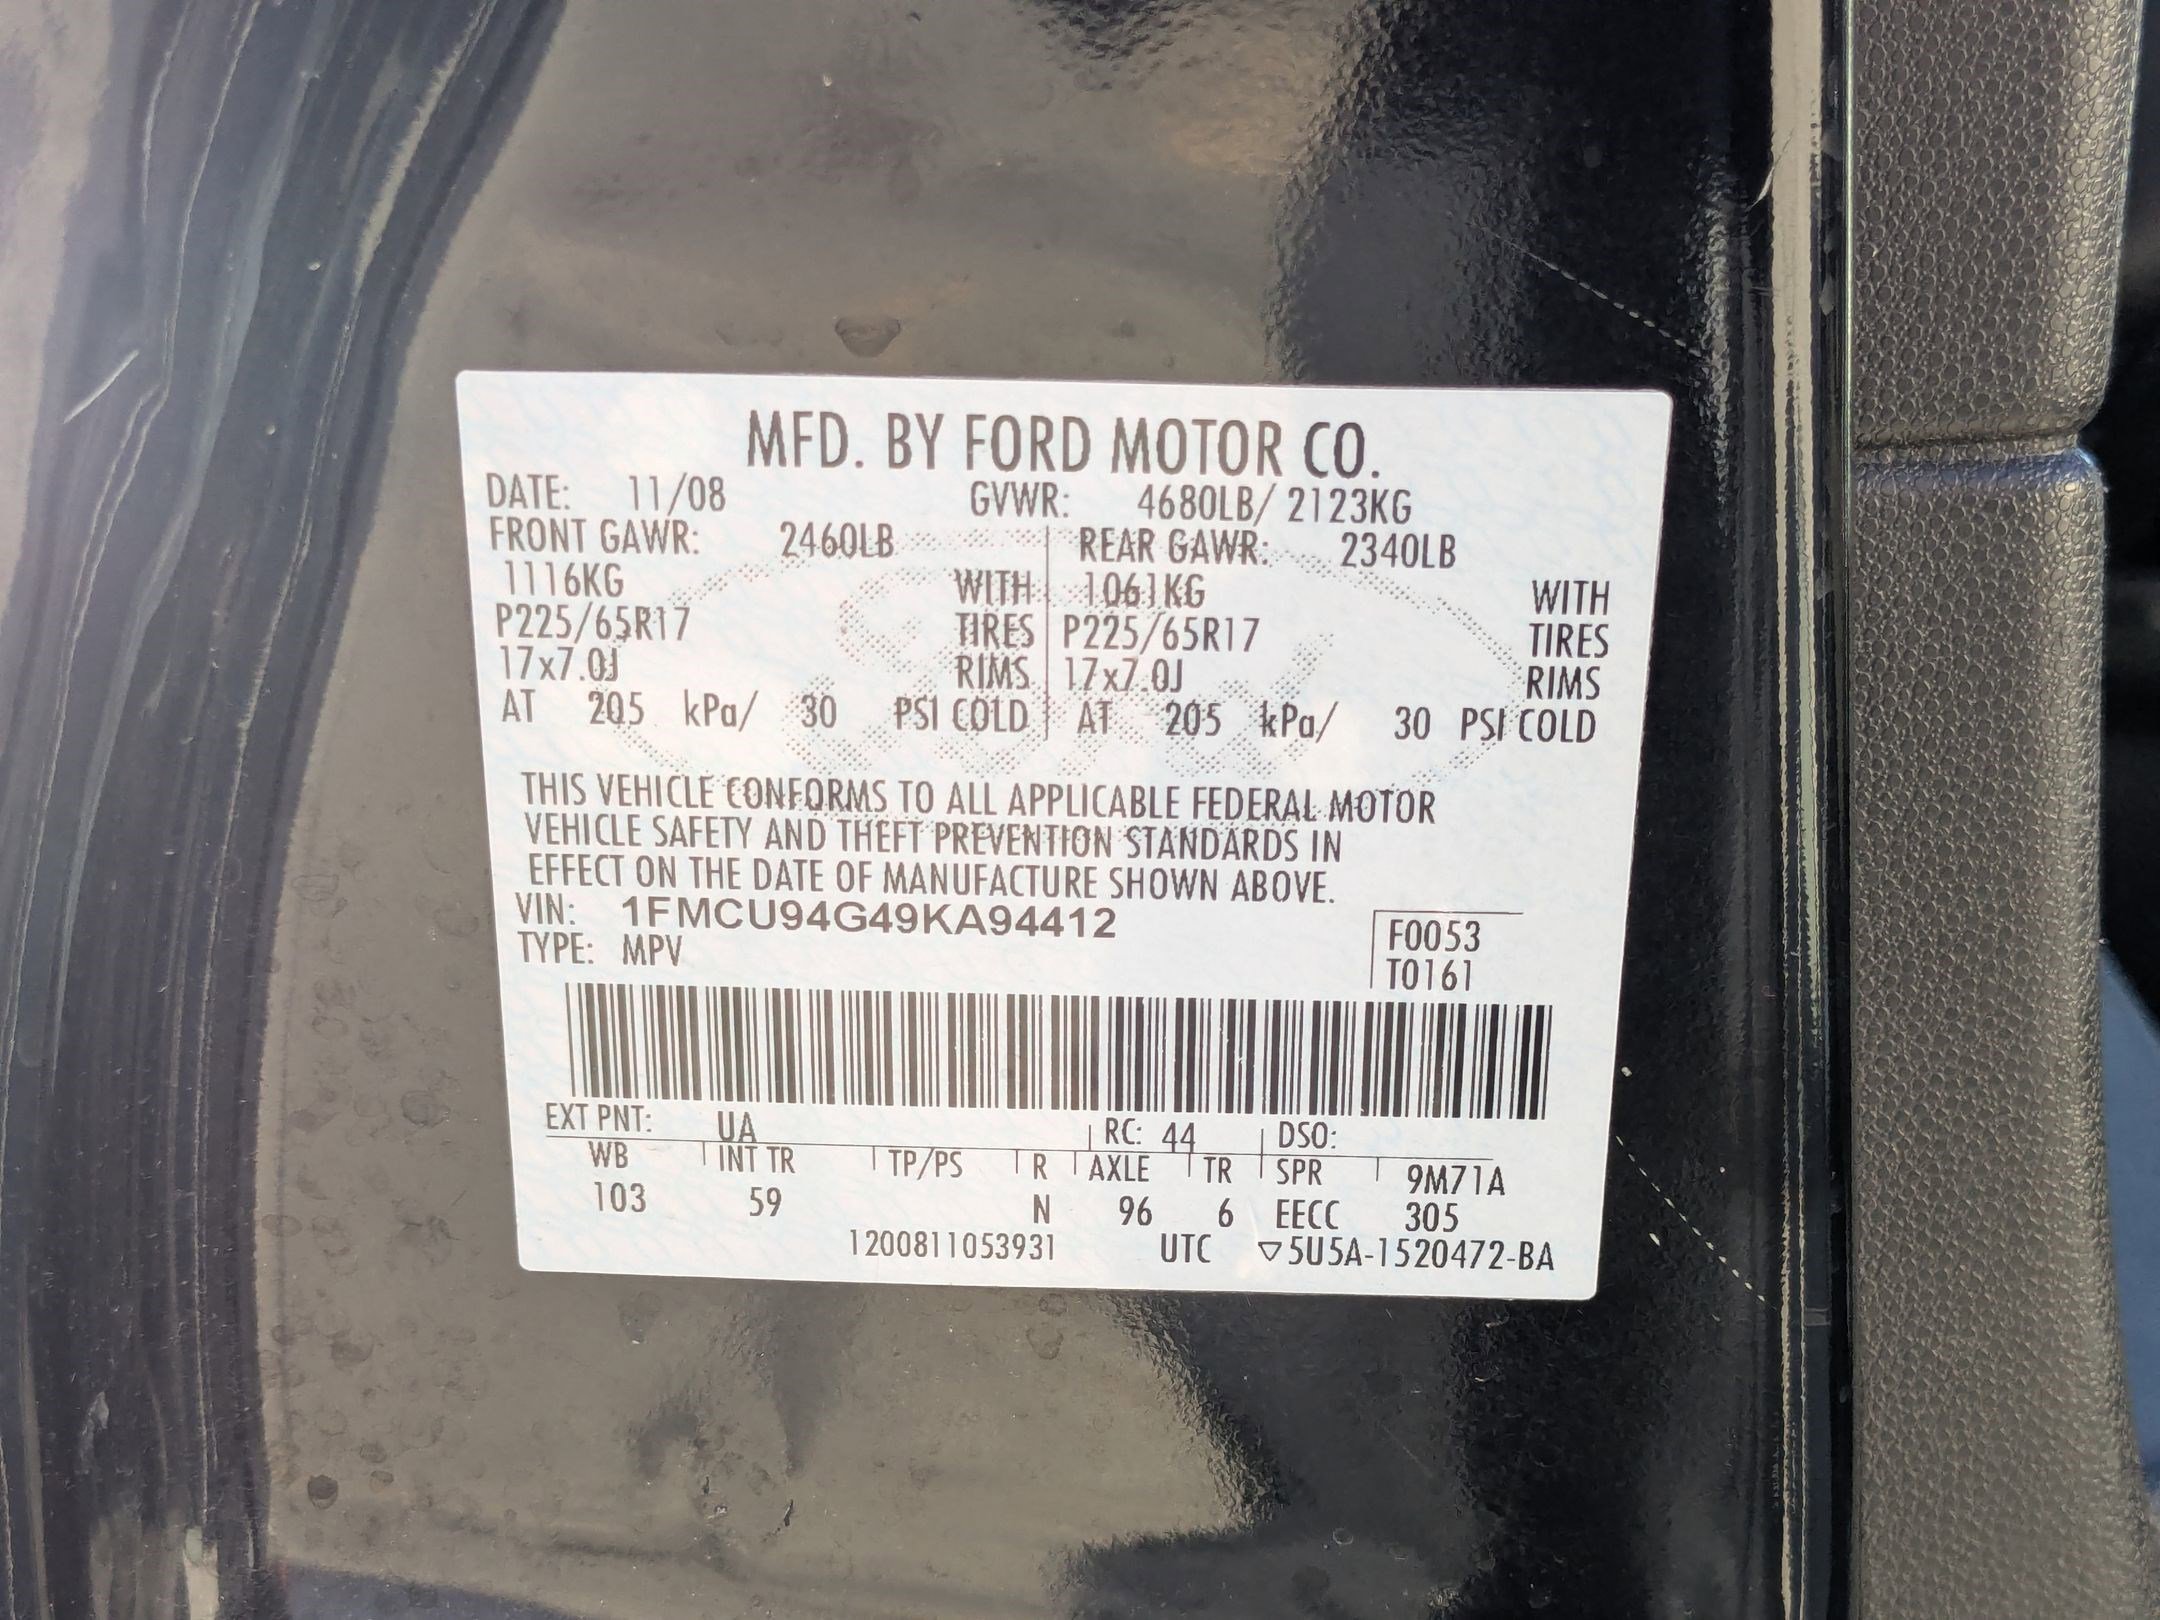 MFD. BY FORD MOTOR CO.
DATE: 11/08 GVWR: 4680LB/ 2123KG
FRONT GAWR: 2460LB REAR GAWR: 2340LB
1116KG WITH 1061KG WITH
P225/65R17 TIRES P225/65R17 TIRES
17x7.0J RIMS 17x7.0J RIMS
AT 205 kPa/ 30 PSI COLD AT 205 kPa/ 30 PSI COLD
THIS VEHICLE CONFORMS TO ALL APPLICABLE FEDERAL MOTOR
VEHICLE SAFETY AND THEFT PREVENTION STANDARDS IN
EFFECT ON THE DATE OF MANUFACTURE SHOWN ABOVE.
VIN: 1FMCU94G49KA94412 F0053
TYPE: MPV T0161
EXT PNT: UA RC: 44 DSO:
WB INT TR TP/PS R AXLE TR SPR 9M71A
103 59 N 96 6 EECC 305
1200811053931 UTC ▽5U5A-1520472-BA